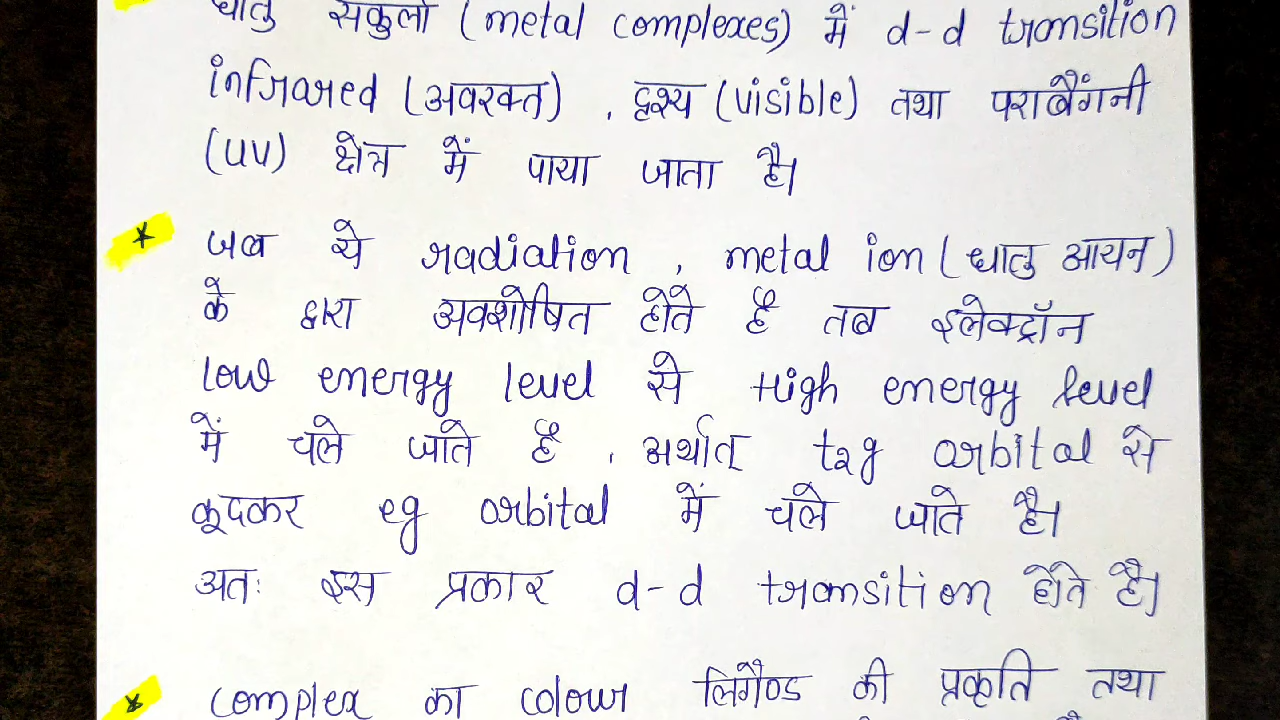 धातु संकुलों (metal complexes) में d-d transition
infrared (अवरक्त) , दृश्य (visible) तथा पराबैंगनी
(UV) क्षेत्र में पाया जाता है।
* जब ये radiation , metal ion (धातु आयन)
के द्वारा अवशोषित होते है तब इलेक्ट्रॉन
low energy level से High energy level
में चले जाते है , अर्थात् t2g orbital से
कूदकर eg orbital में चले जाते है।
अतः इस प्रकार d-d transition होते है।
* complex का colour लिगैण्ड की प्रकृति तथा